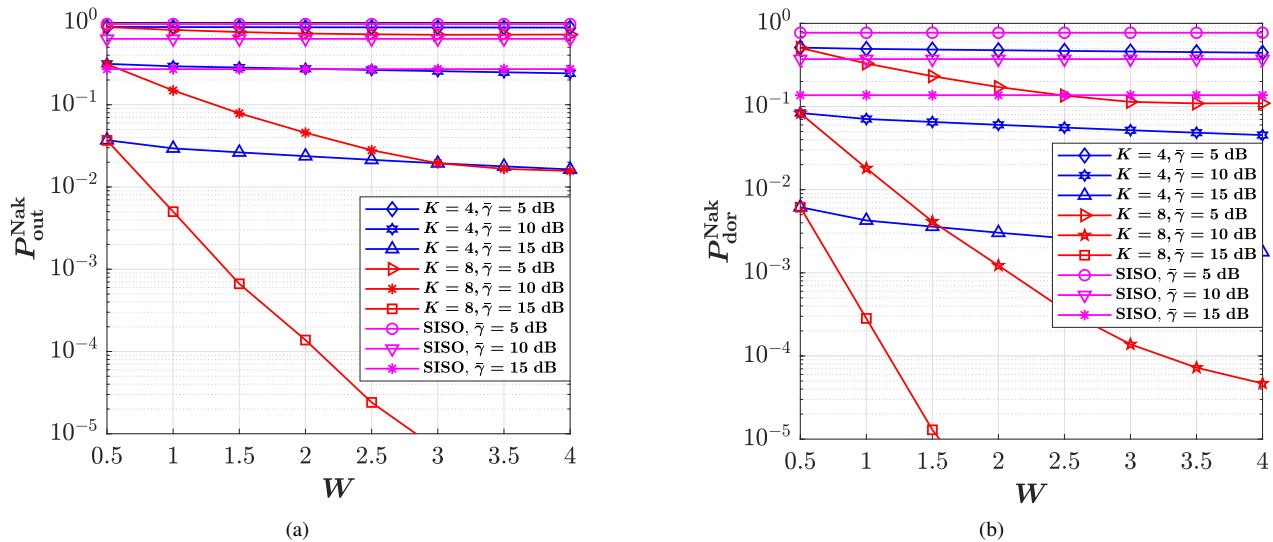 10^0
10^-1
10^-2
10^-3
10^-4
10^-5
P_out^Nak
K = 4, γ̄ = 5 dB
K = 4, γ̄ = 10 dB
K = 4, γ̄ = 15 dB
K = 8, γ̄ = 5 dB
K = 8, γ̄ = 10 dB
K = 8, γ̄ = 15 dB
SISO, γ̄ = 5 dB
SISO, γ̄ = 10 dB
SISO, γ̄ = 15 dB
0.5 1 1.5 2 2.5 3 3.5 4
W
(a)
10^0
10^-1
10^-2
10^-3
10^-4
10^-5
P_dor^Nak
K = 4, γ̄ = 5 dB
K = 4, γ̄ = 10 dB
K = 4, γ̄ = 15 dB
K = 8, γ̄ = 5 dB
K = 8, γ̄ = 10 dB
K = 8, γ̄ = 15 dB
SISO, γ̄ = 5 dB
SISO, γ̄ = 10 dB
SISO, γ̄ = 15 dB
0.5 1 1.5 2 2.5 3 3.5 4
W
(b)